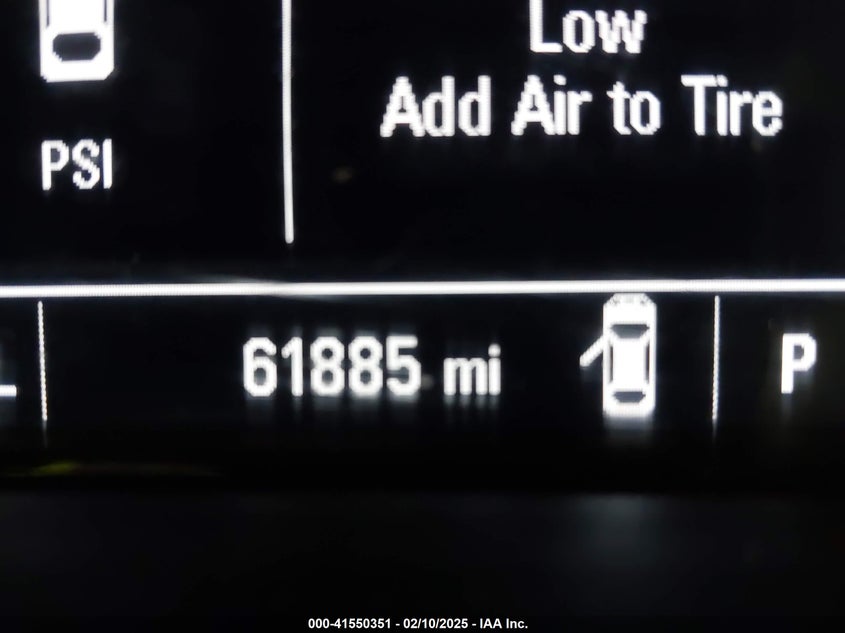 Low
Add Air to Tire
PSI
61885 mi
P
000-41550351 - 02/10/2025 - IAA Inc.